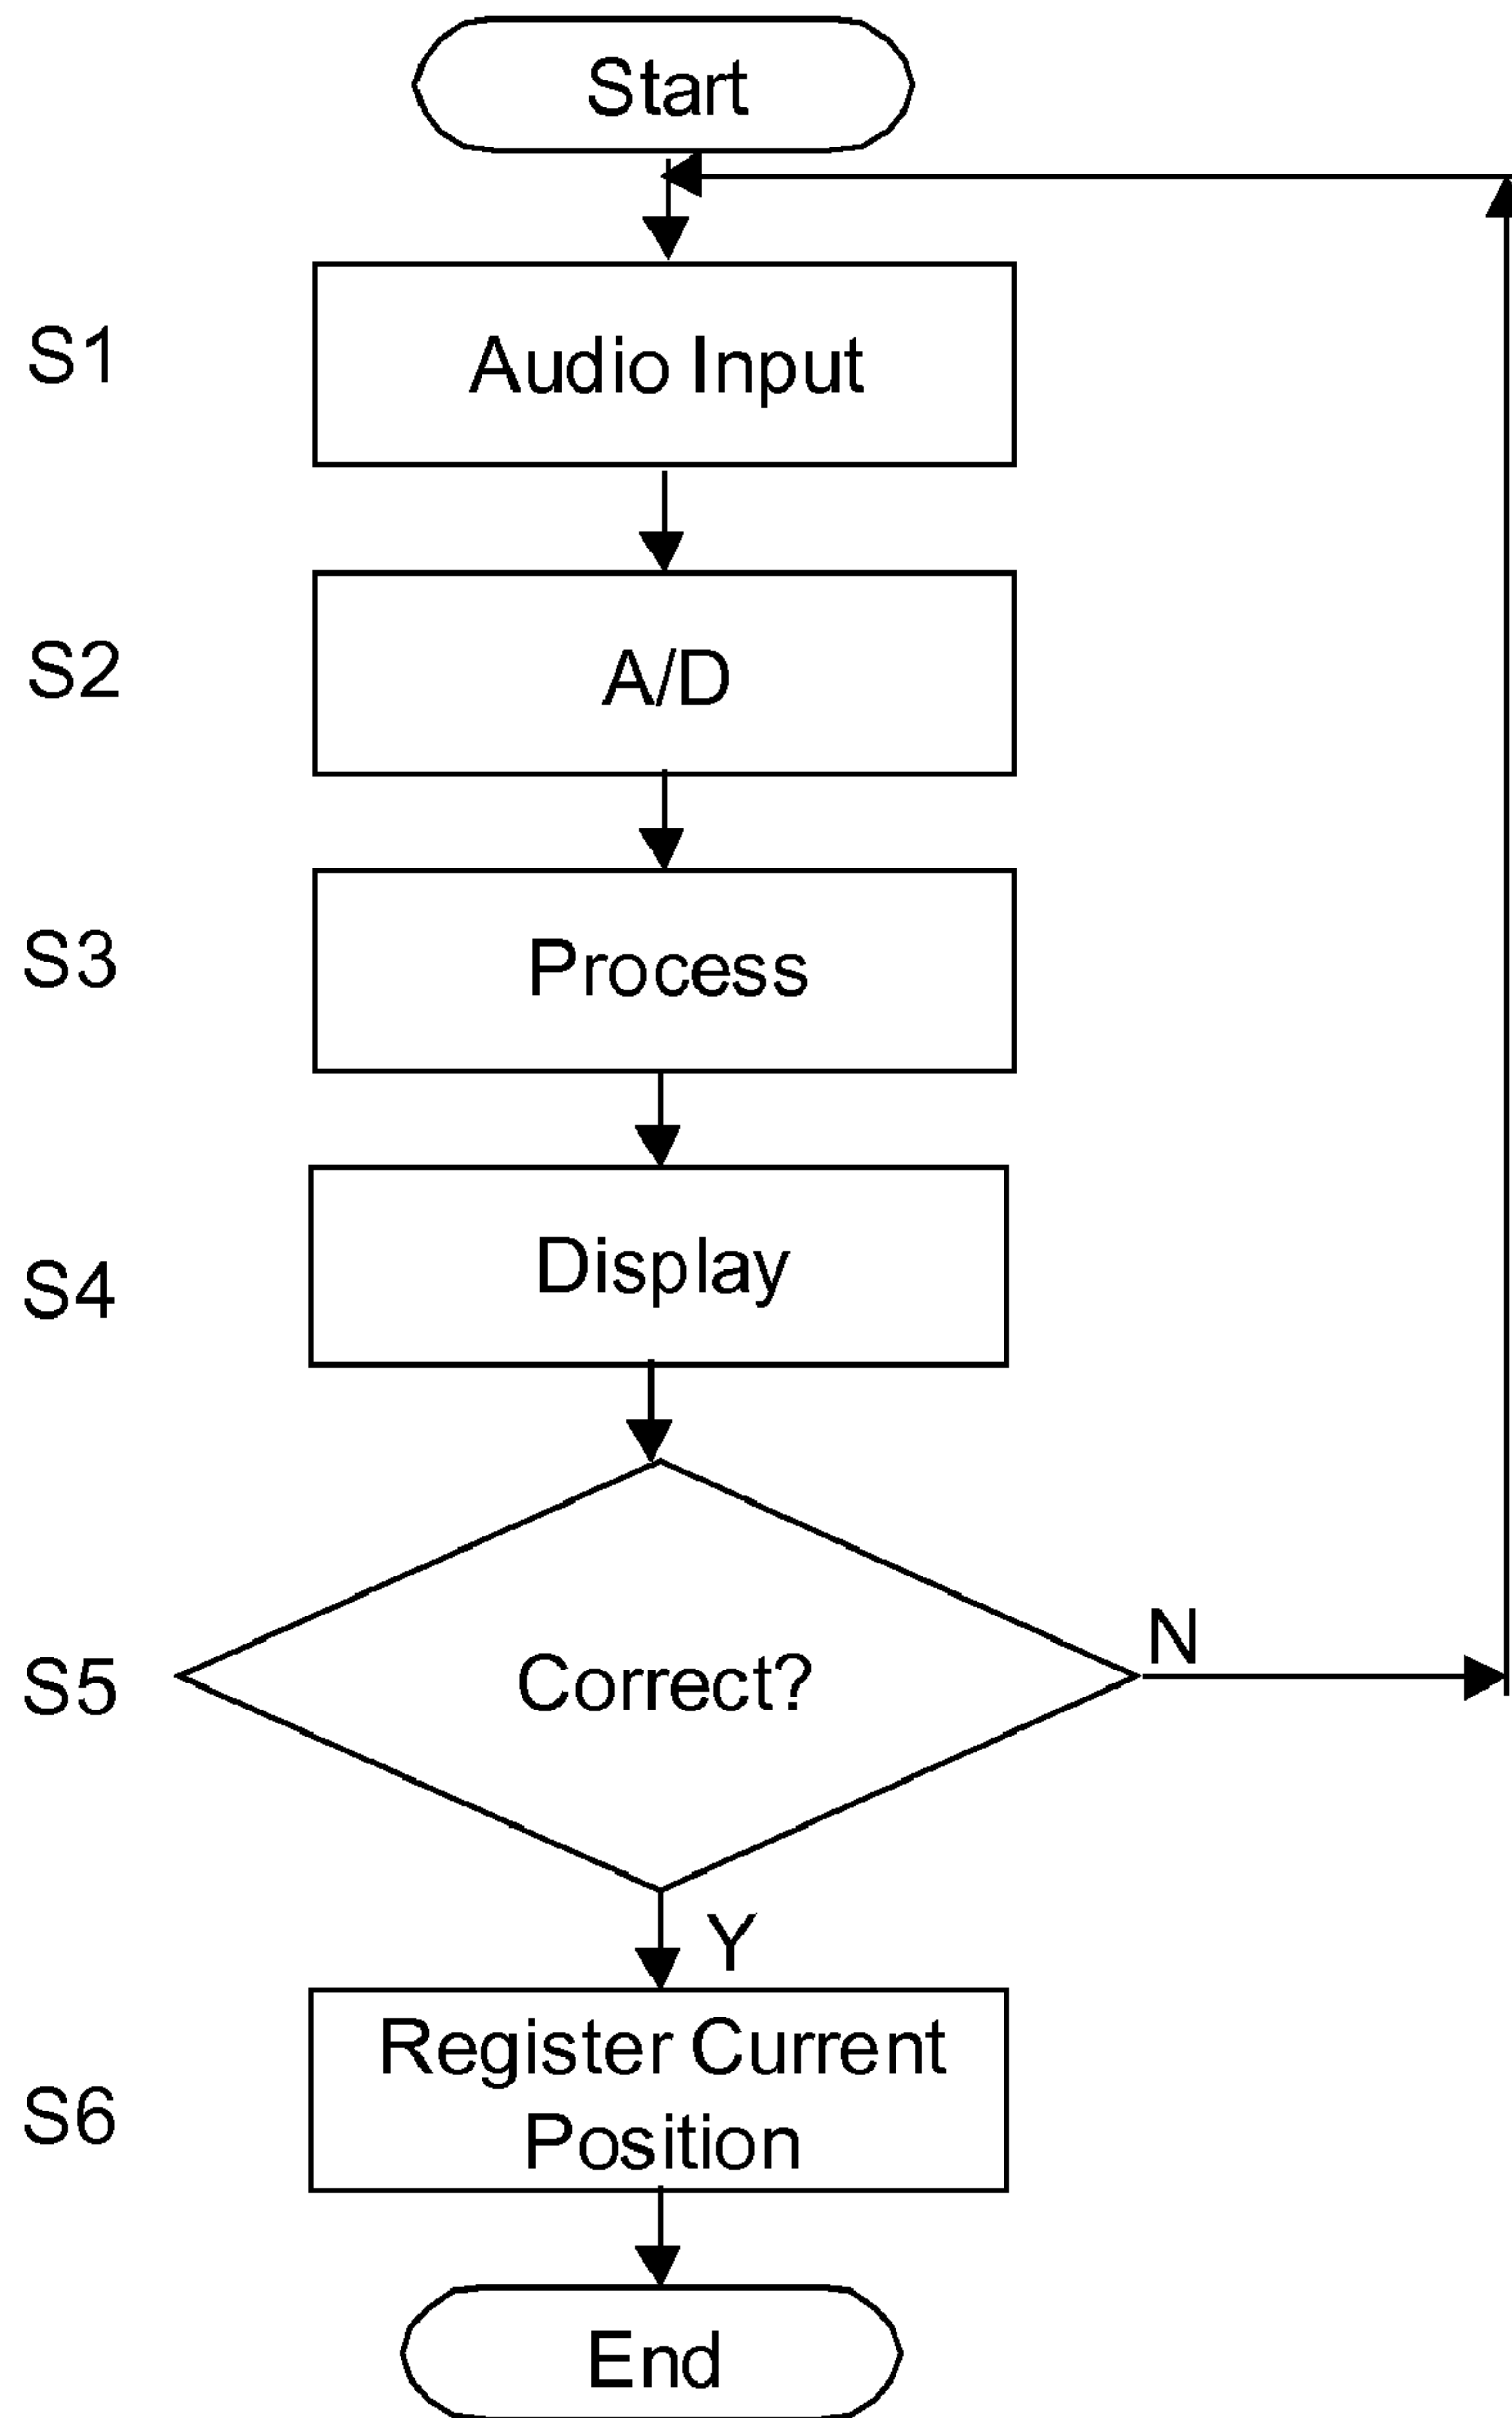 Start
S1
Audio Input
S2
A/D
S3
Process
S4
Display
S5
Correct?
N
Y
S6
Register Current
Position
End